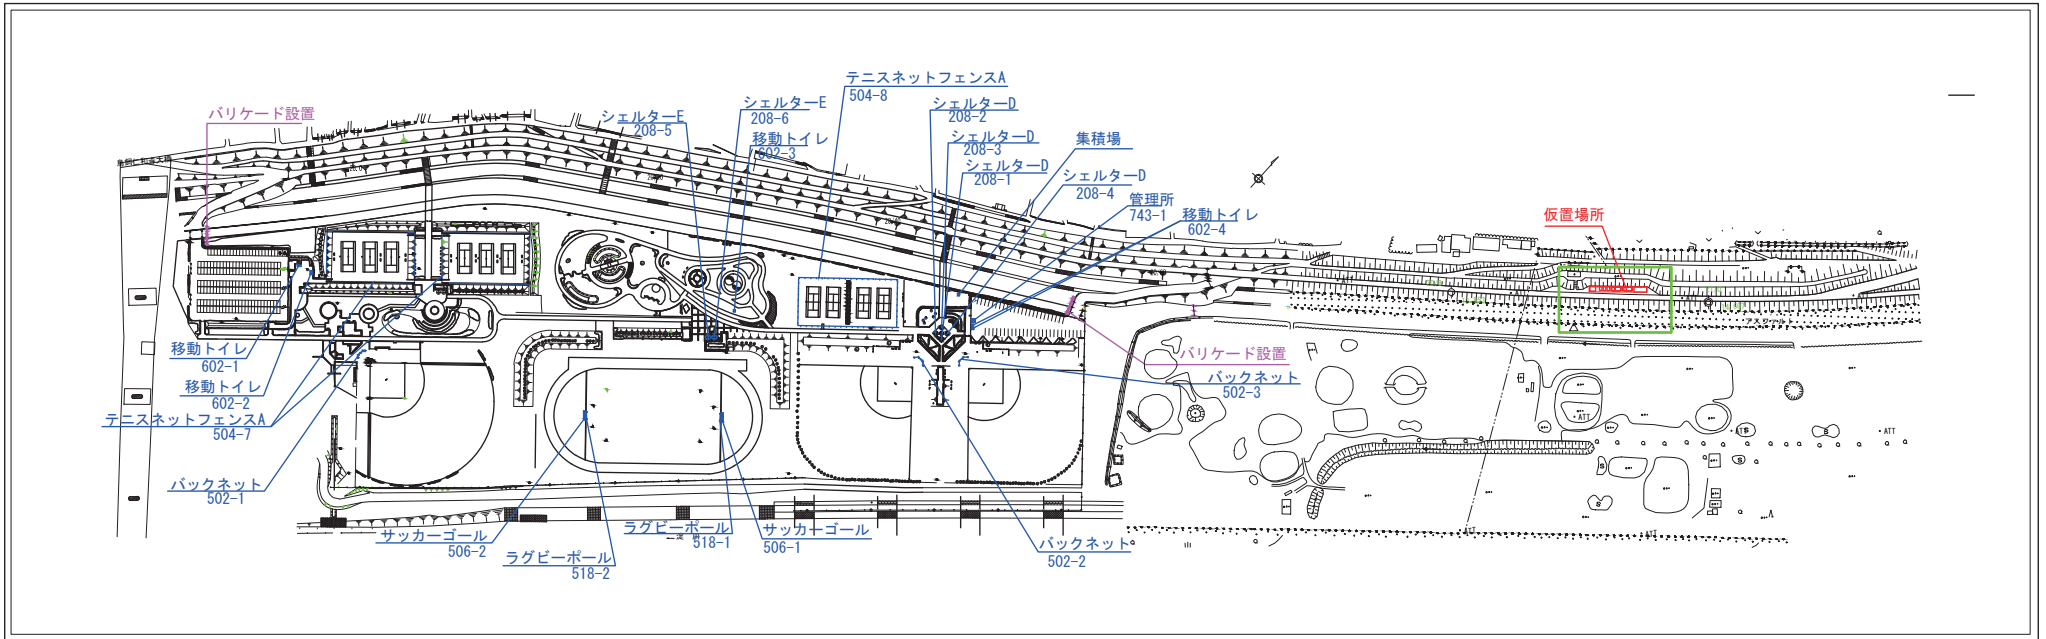 テニスネットフェンスA
504-8
バリケード設置
シェルターE
208-5
シェルターE
208-6
移動トイレ
602-3
シェルターD
208-2
シェルターD
208-3
シェルターD
208-1
集積場
シェルターD
208-4
管理所
743-1
移動トイレ
602-4
仮置場所
移動トイレ
602-1
移動トイレ
602-2
テニスネットフェンスA
504-7
バックネット
502-1
バリケード設置
バックネット
502-3
サッカーゴール
506-2
ラグビーポール
518-2
ラグビーポール
518-1
サッカーゴール
506-1
バックネット
502-2
ATT
ATT
ATT
ATT
ATT